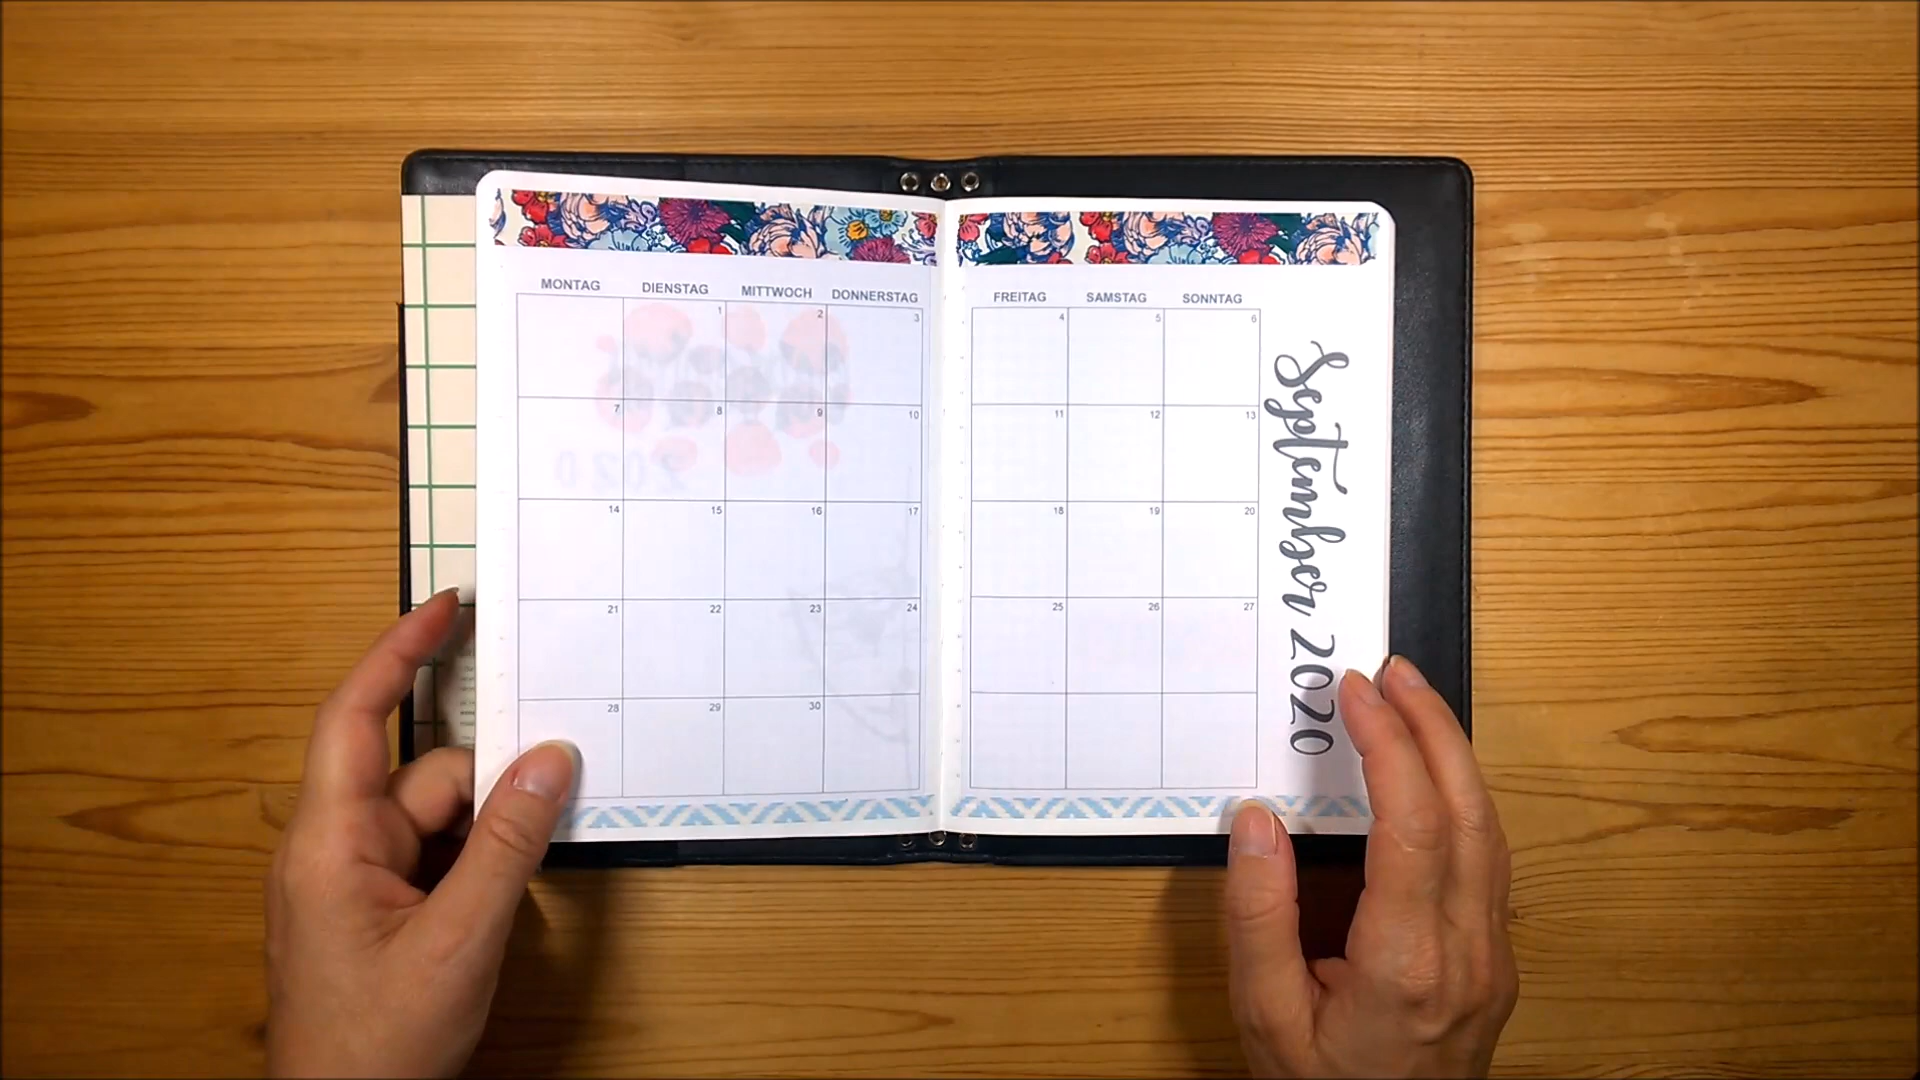 MONTAG DIENSTAG MITTWOCH DONNERSTAG FREITAG SAMSTAG SONNTAG
1 2 3 4 5 6
7 8 9 10 11 12 13
14 15 16 17 18 19 20
21 22 23 24 25 26 27
28 29 30
September 2020
2020